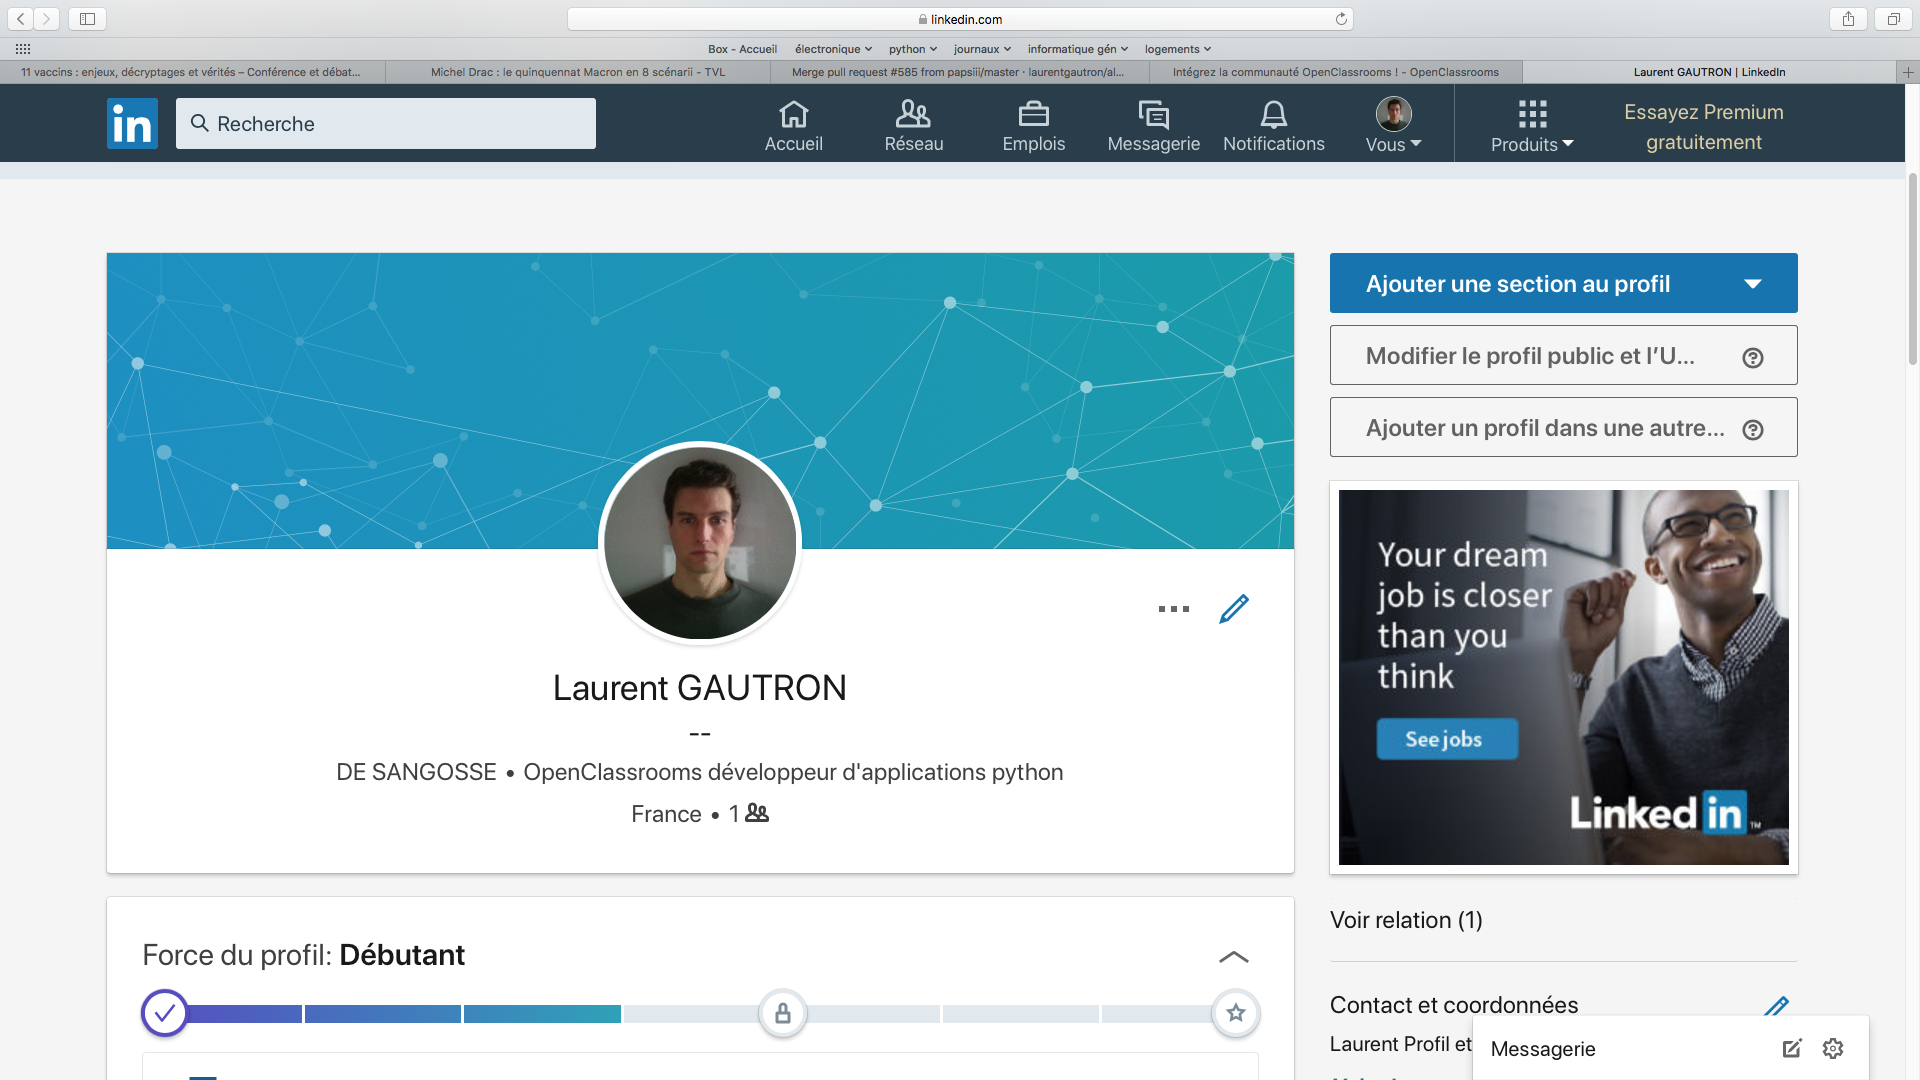 linkedin.com
Box - Accueil électronique python journaux informatique gén logements
11 vaccins : enjeux, décryptages et vérités – Conférence et débat...
Michel Drac : le quinquennat Macron en 8 scénarii - TVL
Merge pull request #585 from papsiii/master · laurentgautron/al...
Intégrez la communauté OpenClassrooms ! - OpenClassrooms
Laurent GAUTRON | LinkedIn
in
Recherche
Accueil
Réseau
Emplois
Messagerie
Notifications
Vous
Produits
Essayez Premium
gratuitement
Laurent GAUTRON
--
DE SANGOSSE • OpenClassrooms développeur d'applications python
France • 1
Force du profil: Débutant
Ajouter une section au profil
Modifier le profil public et l’U...
Ajouter un profil dans une autre...
Your dream
job is closer
than you
think
See jobs
Linked in ™
Voir relation (1)
Contact et coordonnées
Laurent Profil et
Messagerie